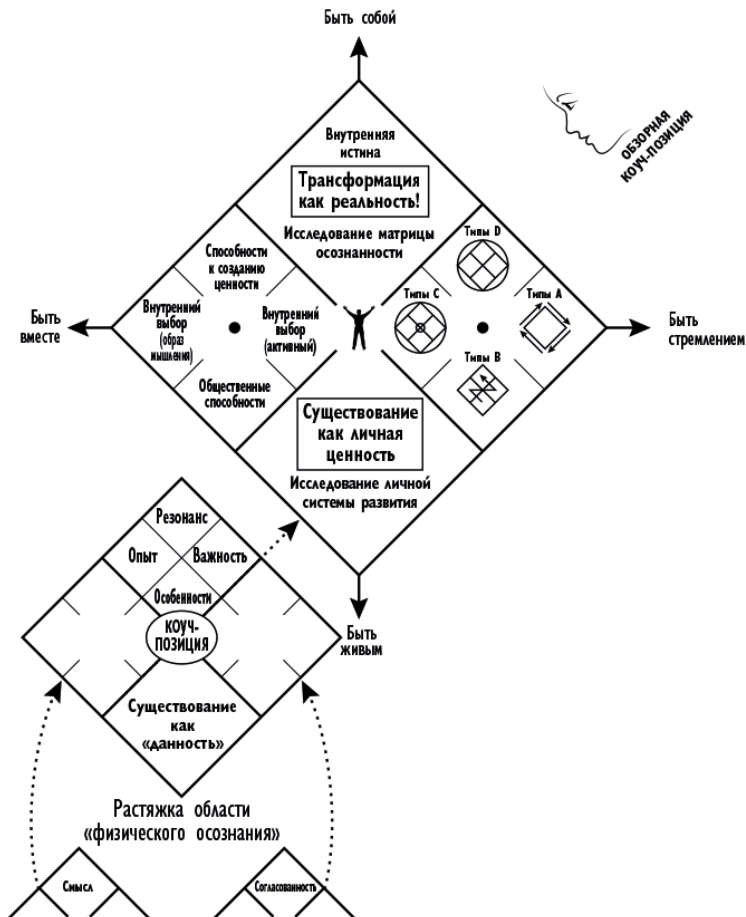 Быть собой
ОБЗОРНАЯ
КОУЧ-ПОЗИЦИЯ
Внутренняя
истина
Трансформация
как реальность!
Исследование матрицы
осознанности
Типы D
Способности
к созданию
ценности
Типы C
Типы A
Быть
вместе
Внутренний
выбор
(образ
мышления)
Внутренний
выбор
(активный)
Быть
стремлением
Типы B
Общественные
способности
Существование
как личная
ценность
Исследование личной
системы развития
Резонанс
Опыт
Важность
Особенности
КОУЧ-
ПОЗИЦИЯ
Быть
живым
Существование
как
«данность»
Растяжка области
«физического осознания»
Смысл
Согласованность